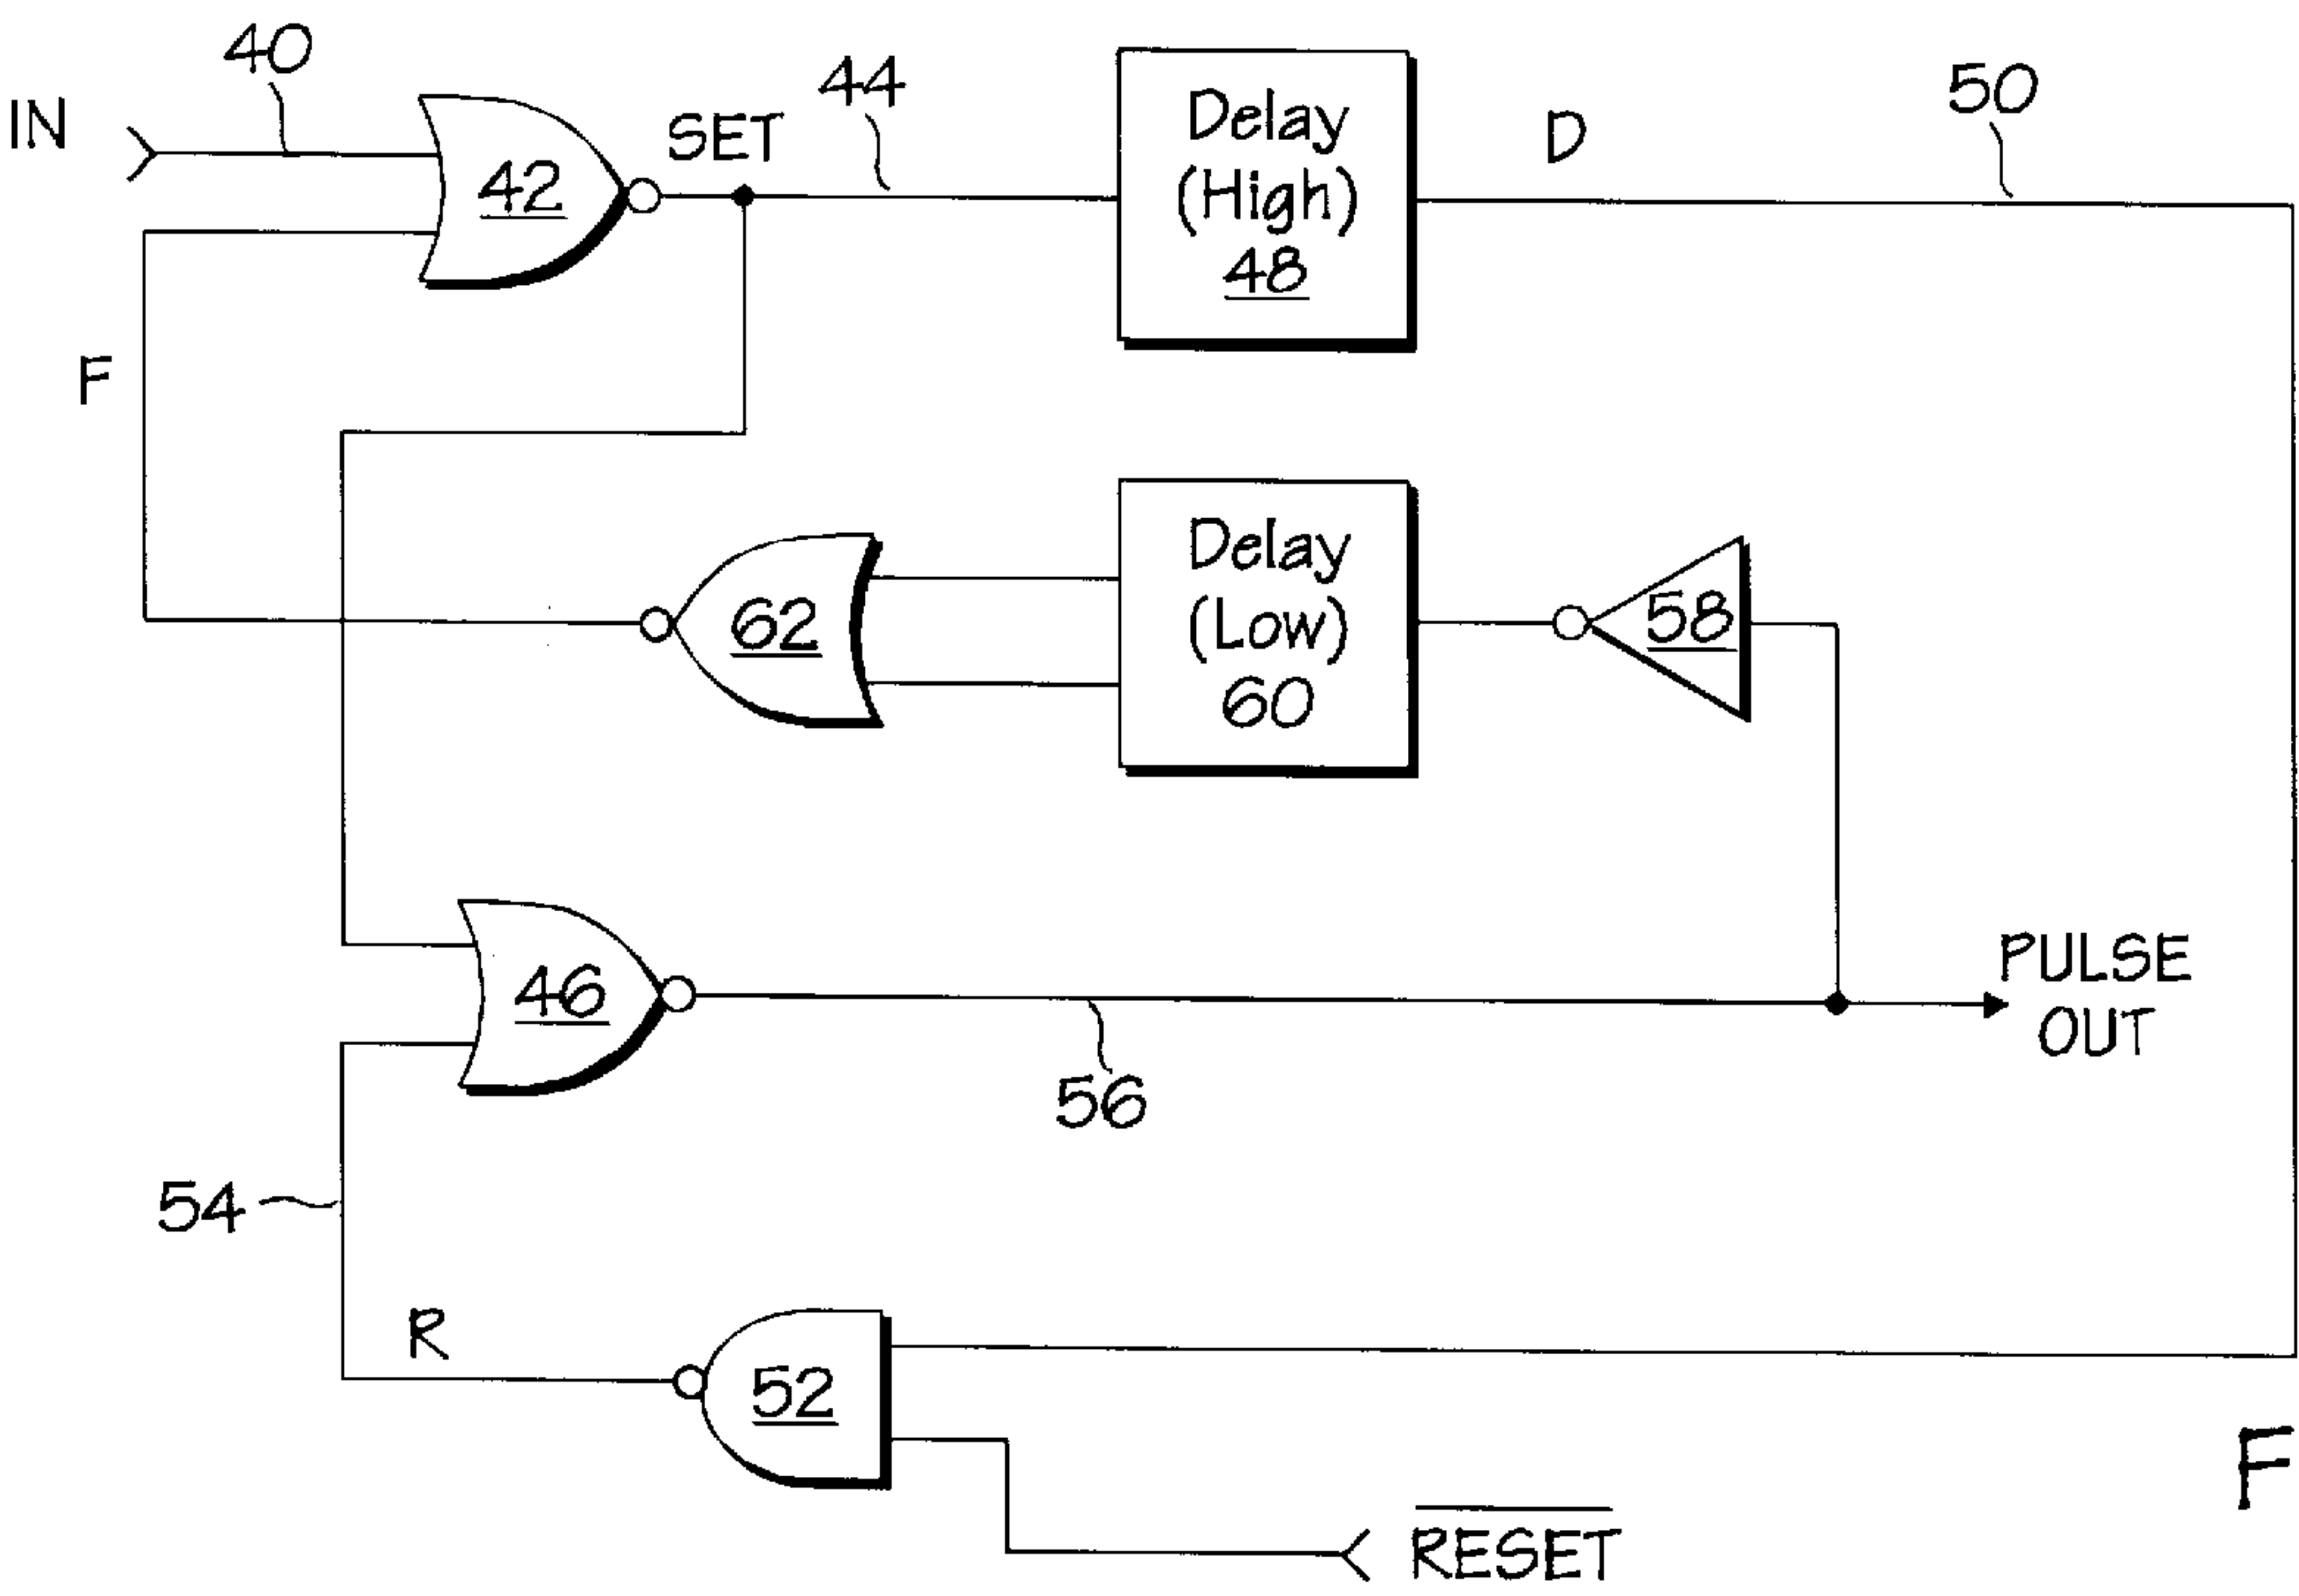 40
IN
42
SET
44
Delay
(High)
48
D
50
F
Delay
(Low)
60
62
58
46
56
PULSE
OUT
54
R
52
F
RESET